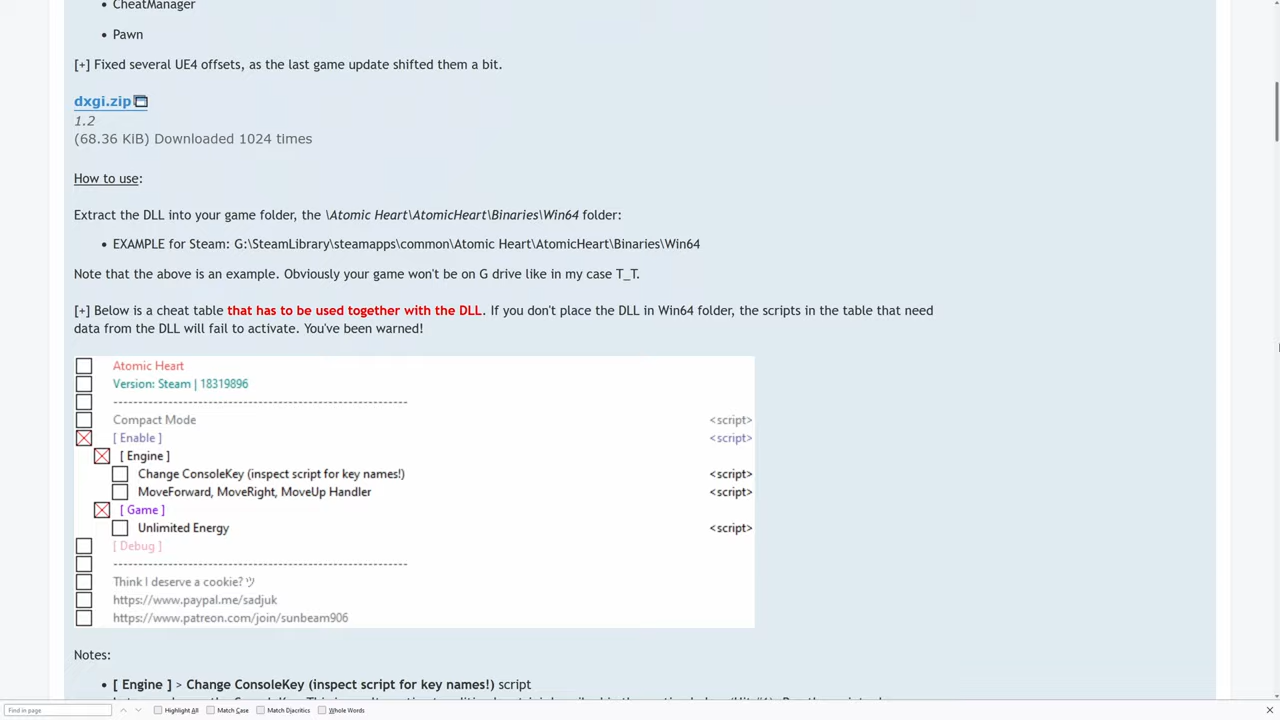 CheatManager
Pawn
[+] Fixed several UE4 offsets, as the last game update shifted them a bit.
dxgi.zip
1.2
(68.36 KiB) Downloaded 1024 times
How to use:
Extract the DLL into your game folder, the \Atomic Heart\AtomicHeart\Binaries\Win64 folder:
EXAMPLE for Steam: G:\SteamLibrary\steamapps\common\Atomic Heart\AtomicHeart\Binaries\Win64
Note that the above is an example. Obviously your game won't be on G drive like in my case T_T.
[+] Below is a cheat table that has to be used together with the DLL. If you don't place the DLL in Win64 folder, the scripts in the table that need
data from the DLL will fail to activate. You've been warned!
Atomic Heart
Version: Steam | 18319896
------------------------------------------------------------
Compact Mode <script>
[ Enable ] <script>
[ Engine ]
Change ConsoleKey (inspect script for key names!) <script>
MoveForward, MoveRight, MoveUp Handler <script>
[ Game ]
Unlimited Energy <script>
[ Debug ]
------------------------------------------------------------
Think I deserve a cookie? ツ
https://www.paypal.me/sadjuk
https://www.patreon.com/join/sunbeam906
Notes:
[ Engine ] > Change ConsoleKey (inspect script for key names!) script
Find in page Highlight All Match Case Match Diacritics Whole Words